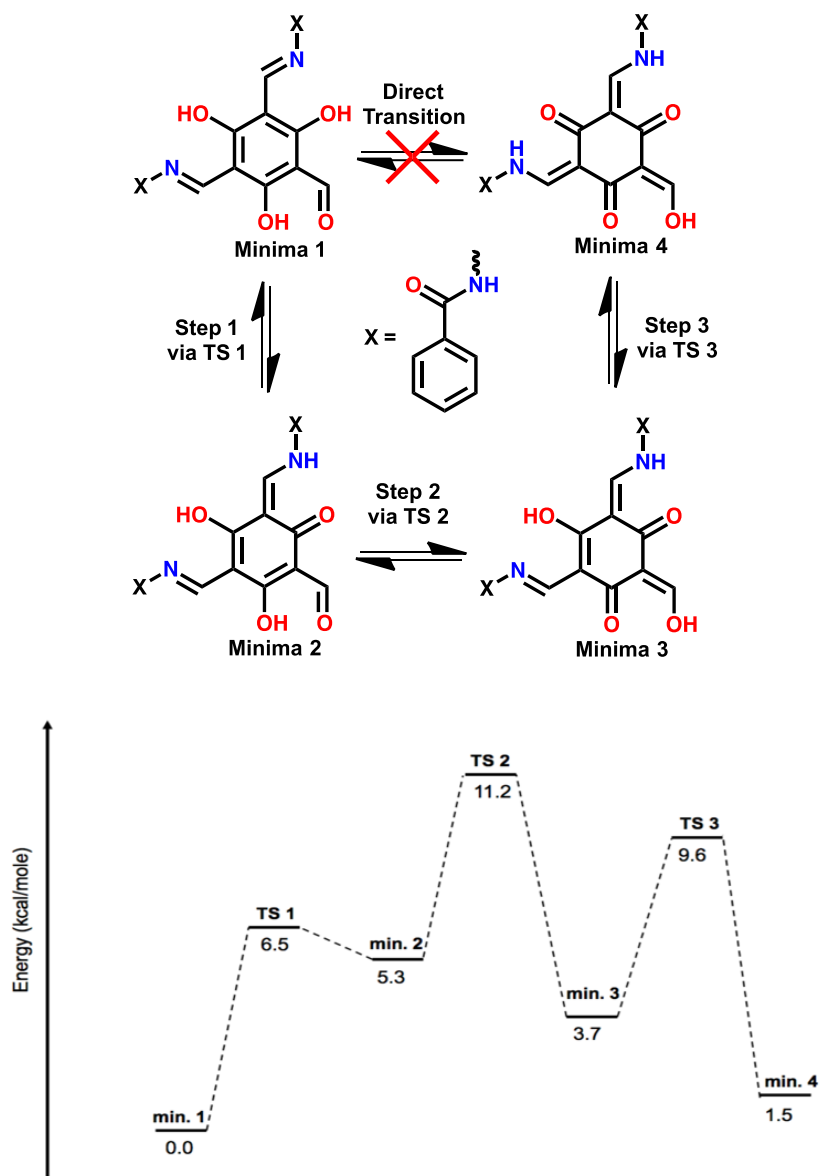 X
N
HO
OH
N
X
OH
O
Minima 1
Direct
Transition
X
NH
O
O
H
N
X
O
OH
Minima 4
Step 1
via TS 1
X =
O
NH
Step 3
via TS 3
X
NH
HO
O
N
X
OH
O
Minima 2
Step 2
via TS 2
X
NH
HO
O
N
X
O
OH
Minima 3
Energy (kcal/mole)
min. 1
0.0
TS 1
6.5
min. 2
5.3
TS 2
11.2
min. 3
3.7
TS 3
9.6
min. 4
1.5